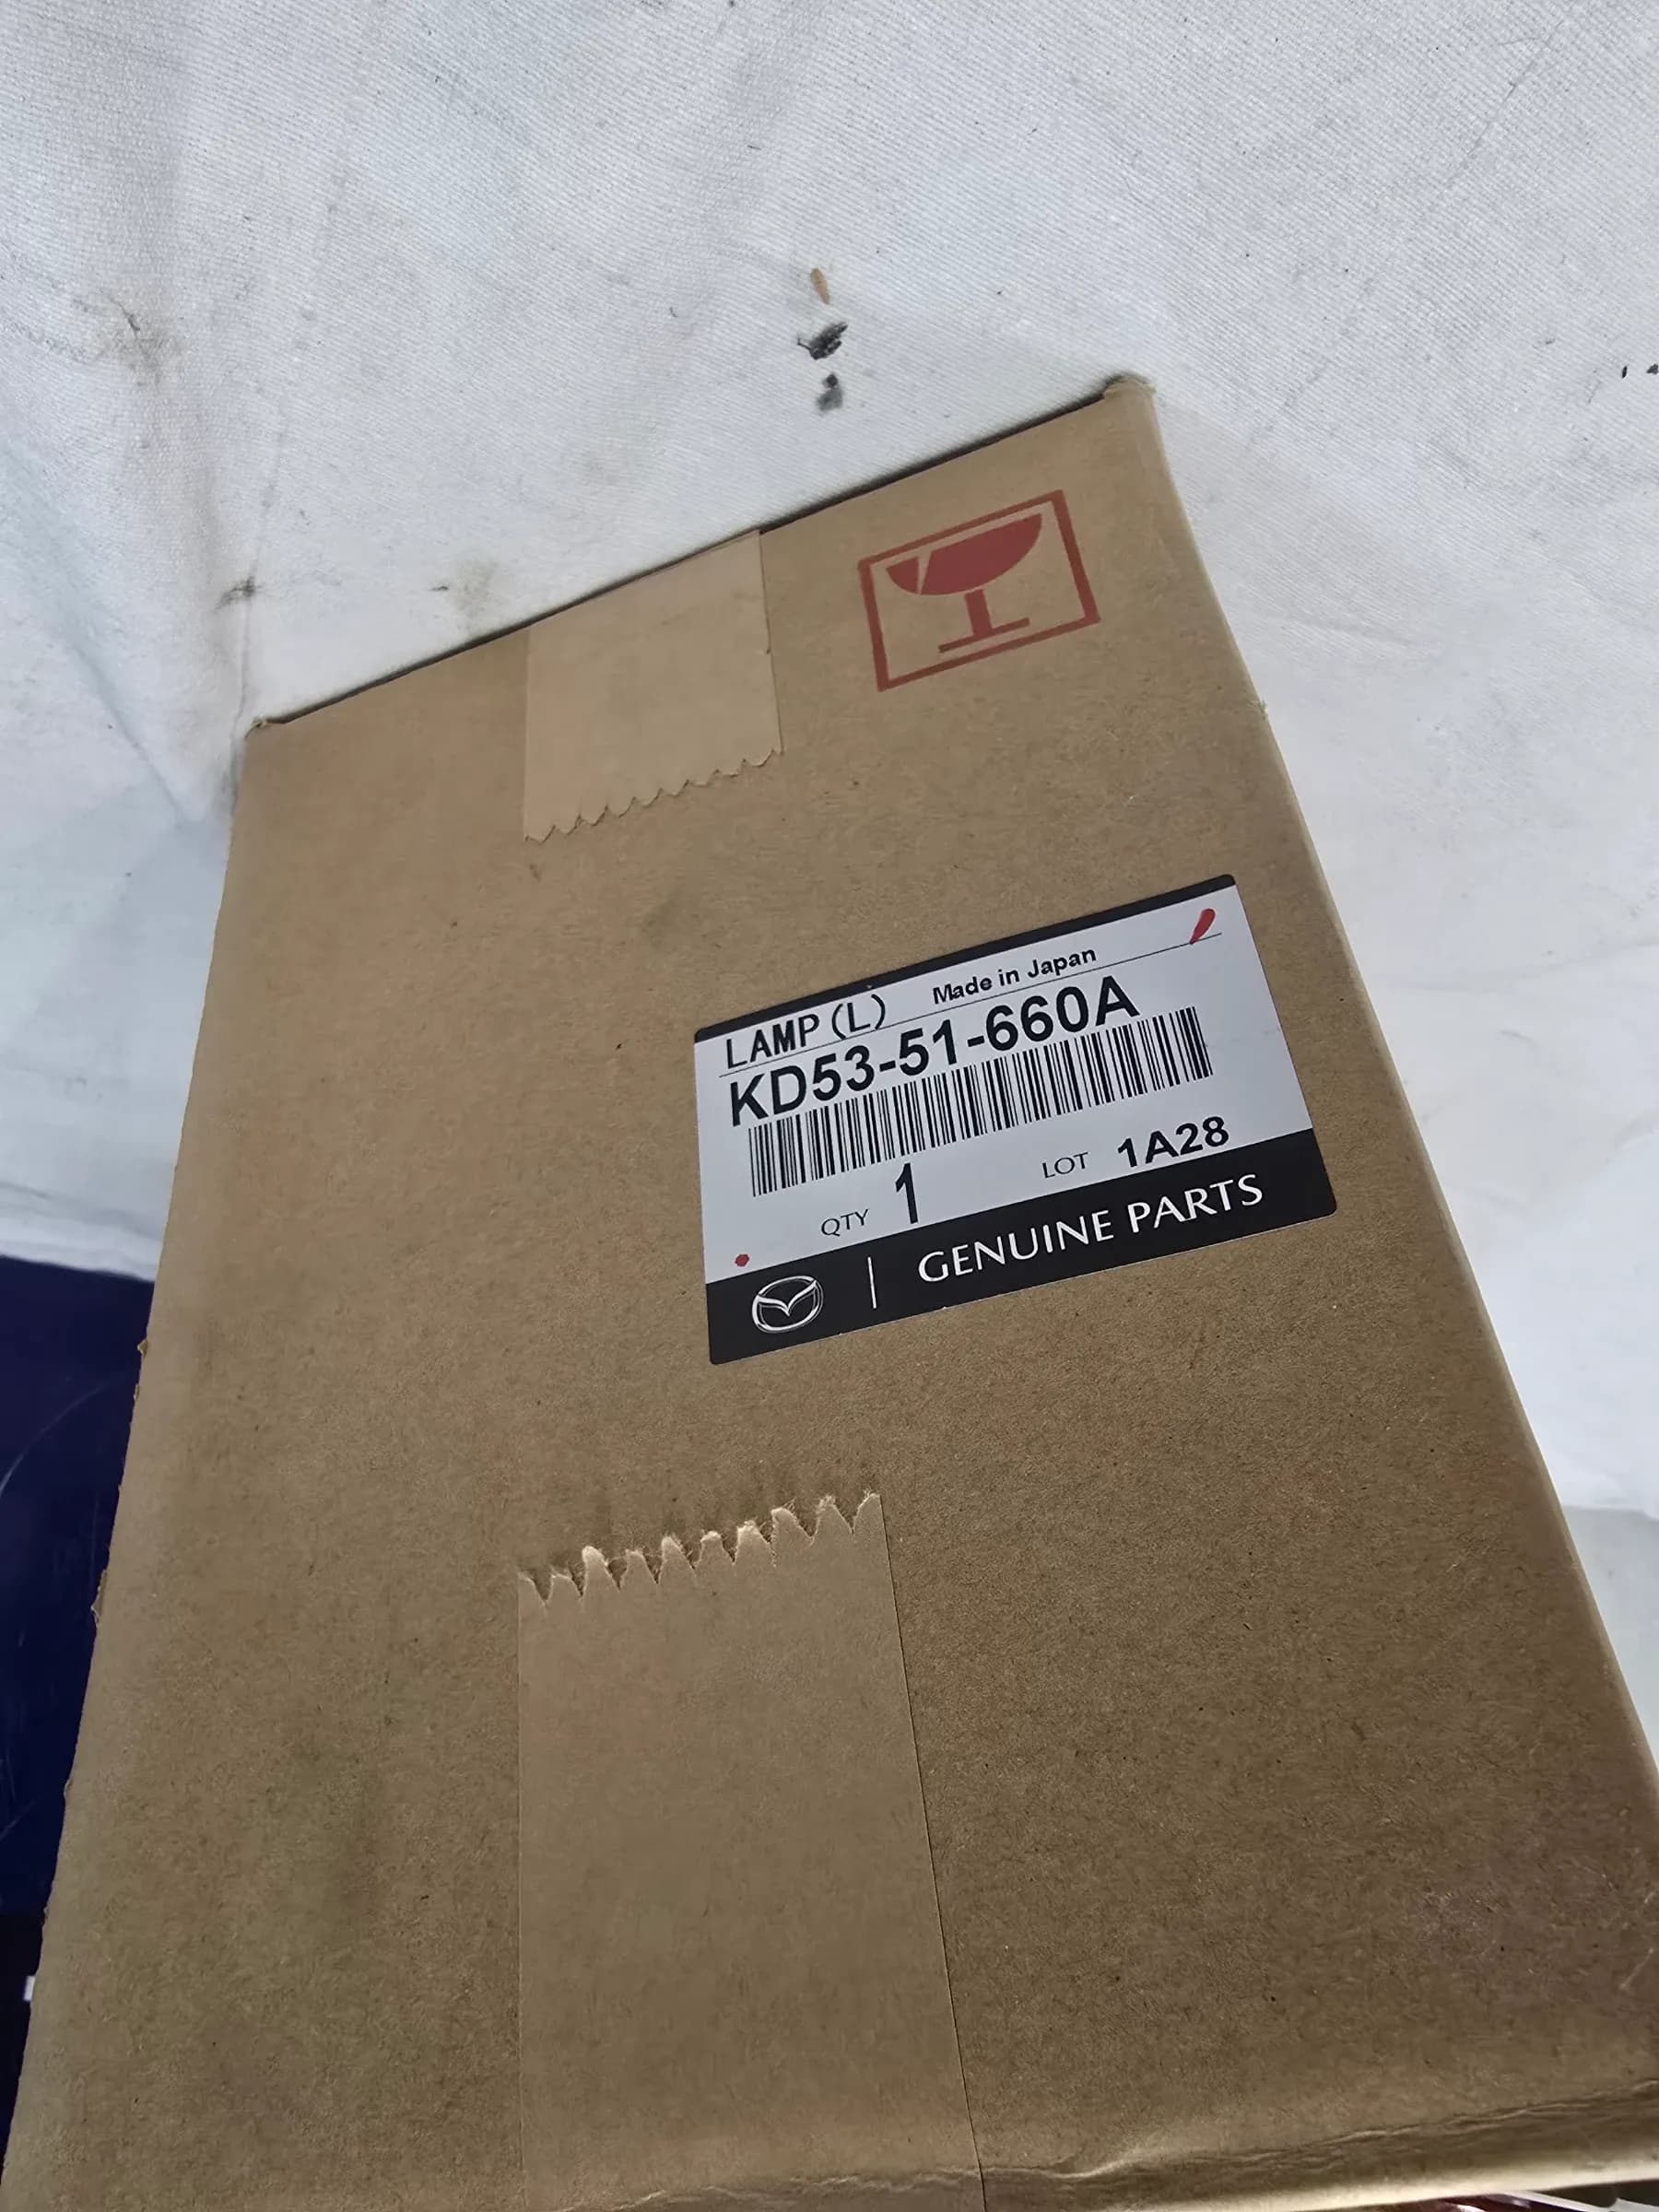 LAMP (L) Made in Japan
KD53-51-660A
QTY 1 LOT 1A28
GENUINE PARTS